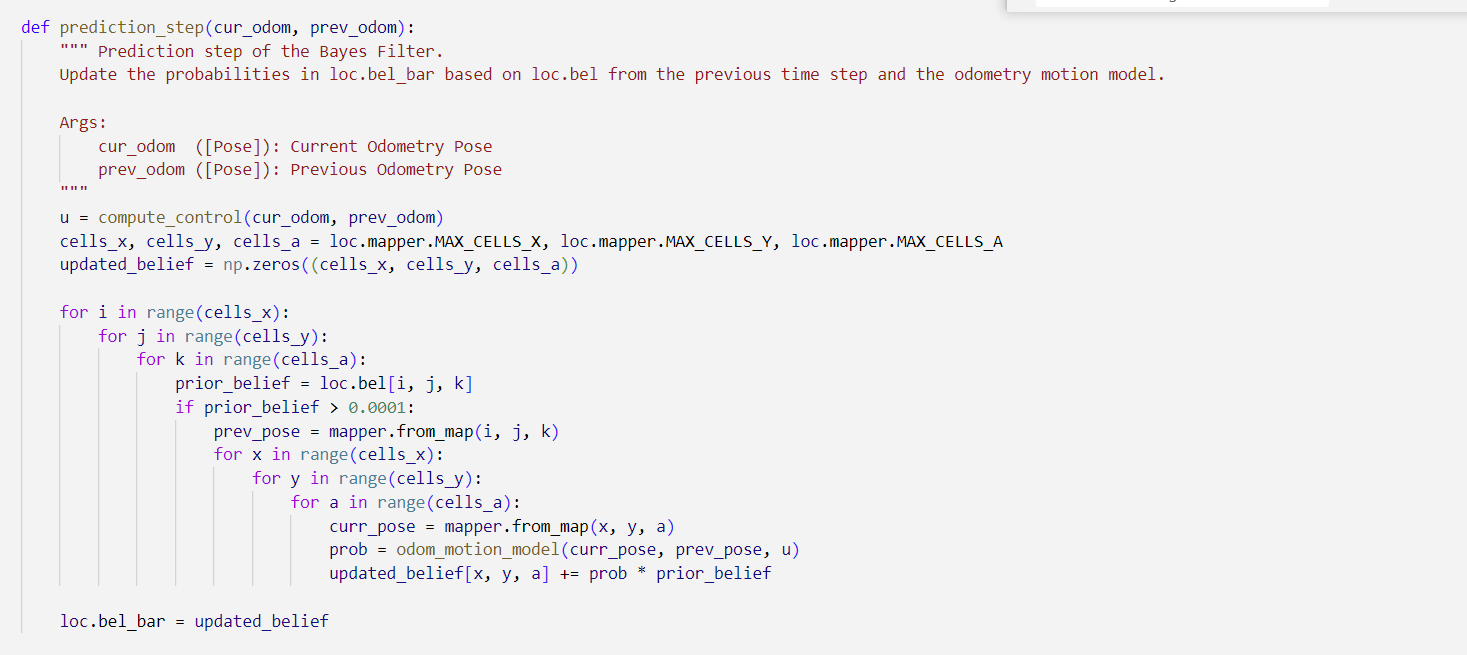 def prediction_step(cur_odom, prev_odom):
    """ Prediction step of the Bayes Filter.
    Update the probabilities in loc.bel_bar based on loc.bel from the previous time step and the odometry motion model.

    Args:
        cur_odom  ([Pose]): Current Odometry Pose
        prev_odom ([Pose]): Previous Odometry Pose
    """
    u = compute_control(cur_odom, prev_odom)
    cells_x, cells_y, cells_a = loc.mapper.MAX_CELLS_X, loc.mapper.MAX_CELLS_Y, loc.mapper.MAX_CELLS_A
    updated_belief = np.zeros((cells_x, cells_y, cells_a))

    for i in range(cells_x):
        for j in range(cells_y):
            for k in range(cells_a):
                prior_belief = loc.bel[i, j, k]
                if prior_belief > 0.0001:
                    prev_pose = mapper.from_map(i, j, k)
                    for x in range(cells_x):
                        for y in range(cells_y):
                            for a in range(cells_a):
                                curr_pose = mapper.from_map(x, y, a)
                                prob = odom_motion_model(curr_pose, prev_pose, u)
                                updated_belief[x, y, a] += prob * prior_belief

    loc.bel_bar = updated_belief